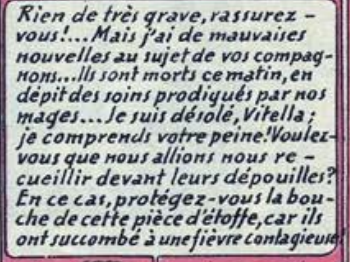 Rien de très grave, rassurez -
vous!... Mais j'ai de mauvaises
nouvelles au sujet de vos compag-
nons... Ils sont morts ce matin, en
dépit des soins prodigués par nos
mages... Je suis désolé, Vitella;
je comprends votre peine! Voulez-
vous que nous allions nous re -
cueillir devant leurs dépouilles?
En ce cas, protégez-vous la bou-
che de cette pièce d'étoffe, car ils
ont succombé à une fièvre contagieuse!